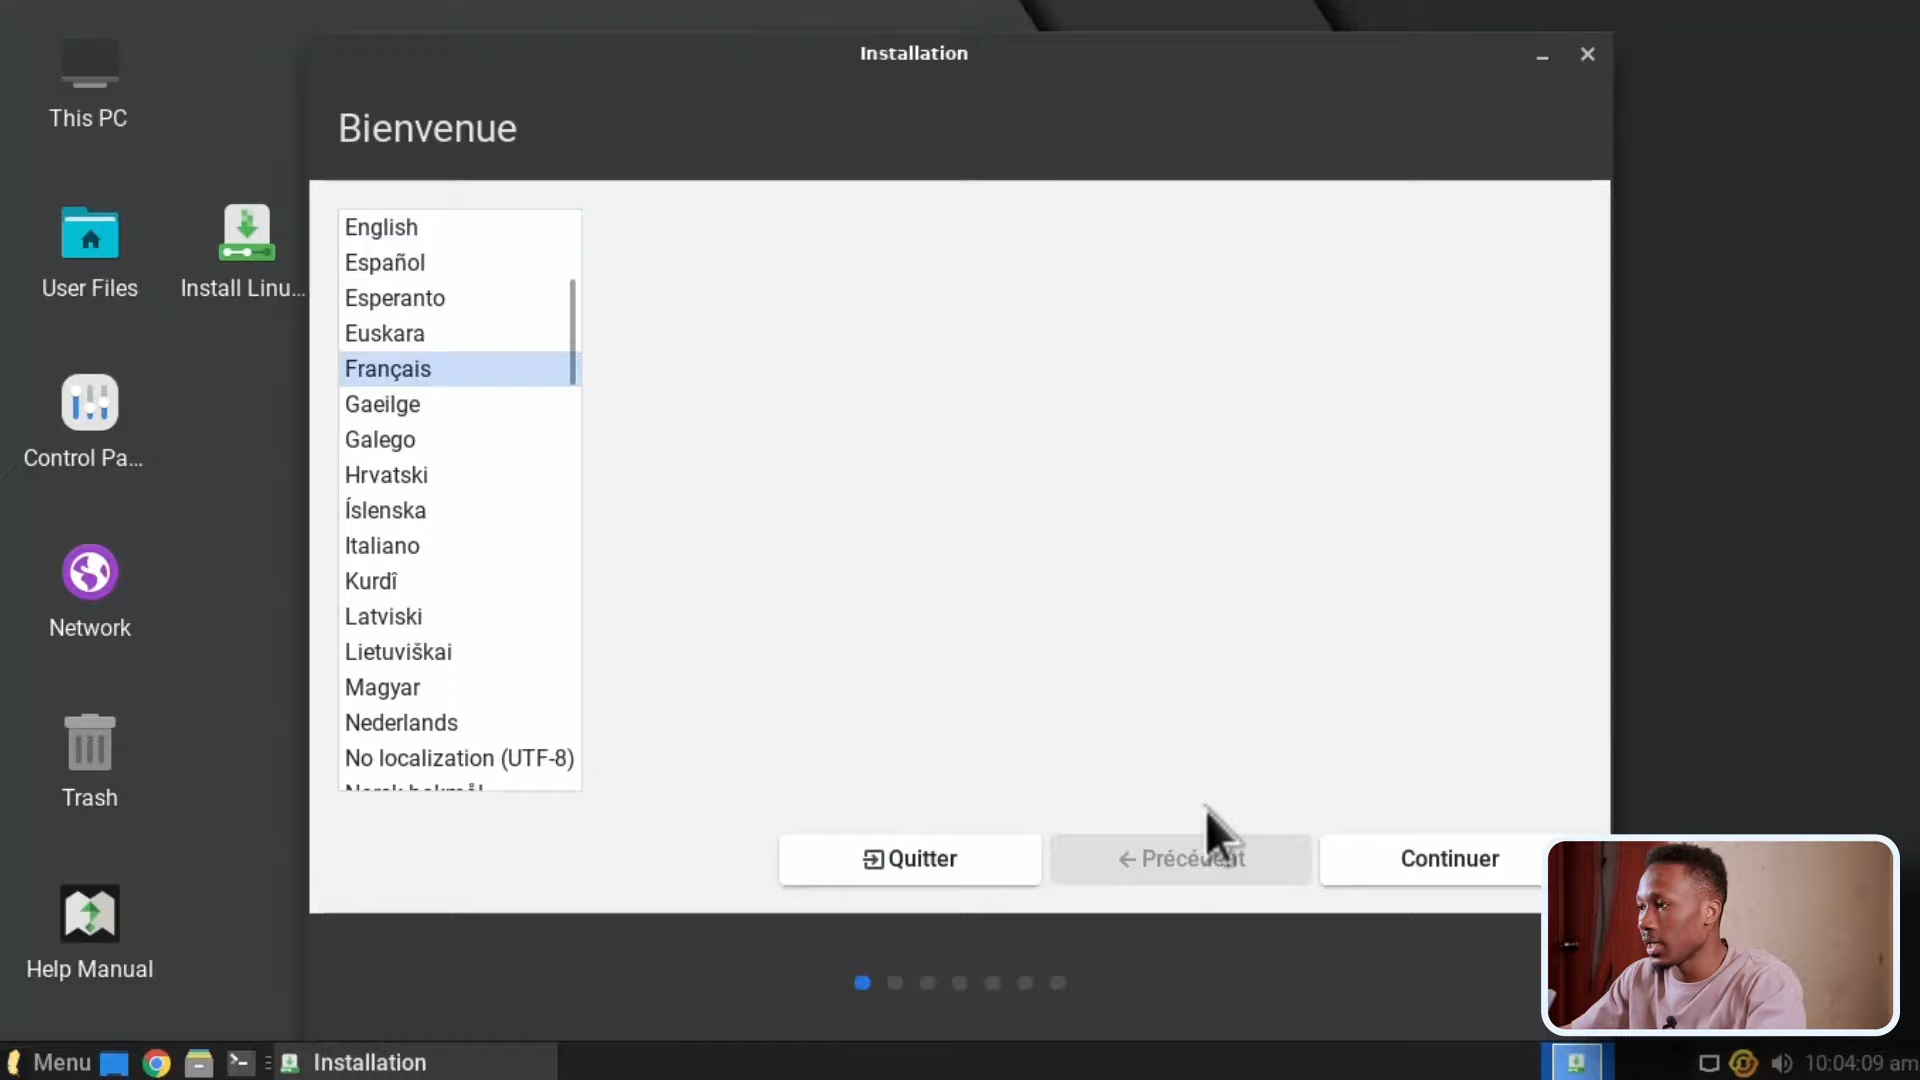 Installation
This PC
Bienvenue
User Files
Install Linu...
Control Pa...
Network
Trash
Help Manual
English
Español
Esperanto
Euskara
Français
Gaeilge
Galego
Hrvatski
Íslenska
Italiano
Kurdî
Latviski
Lietuviškai
Magyar
Nederlands
No localization (UTF-8)
Quitter
Précédent
Continuer
Menu
Installation
10:04:09 am